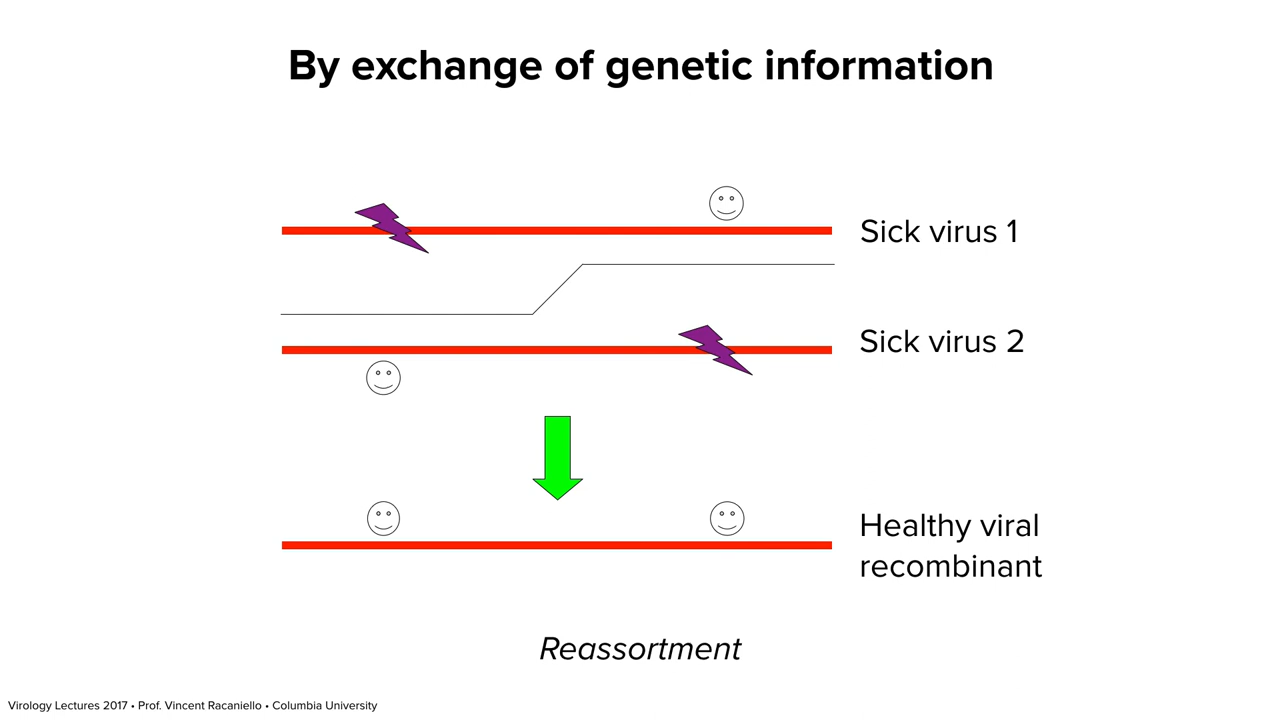 By exchange of genetic information
Sick virus 1
Sick virus 2
Healthy viral
recombinant
Reassortment
Virology Lectures 2017 • Prof. Vincent Racaniello • Columbia University